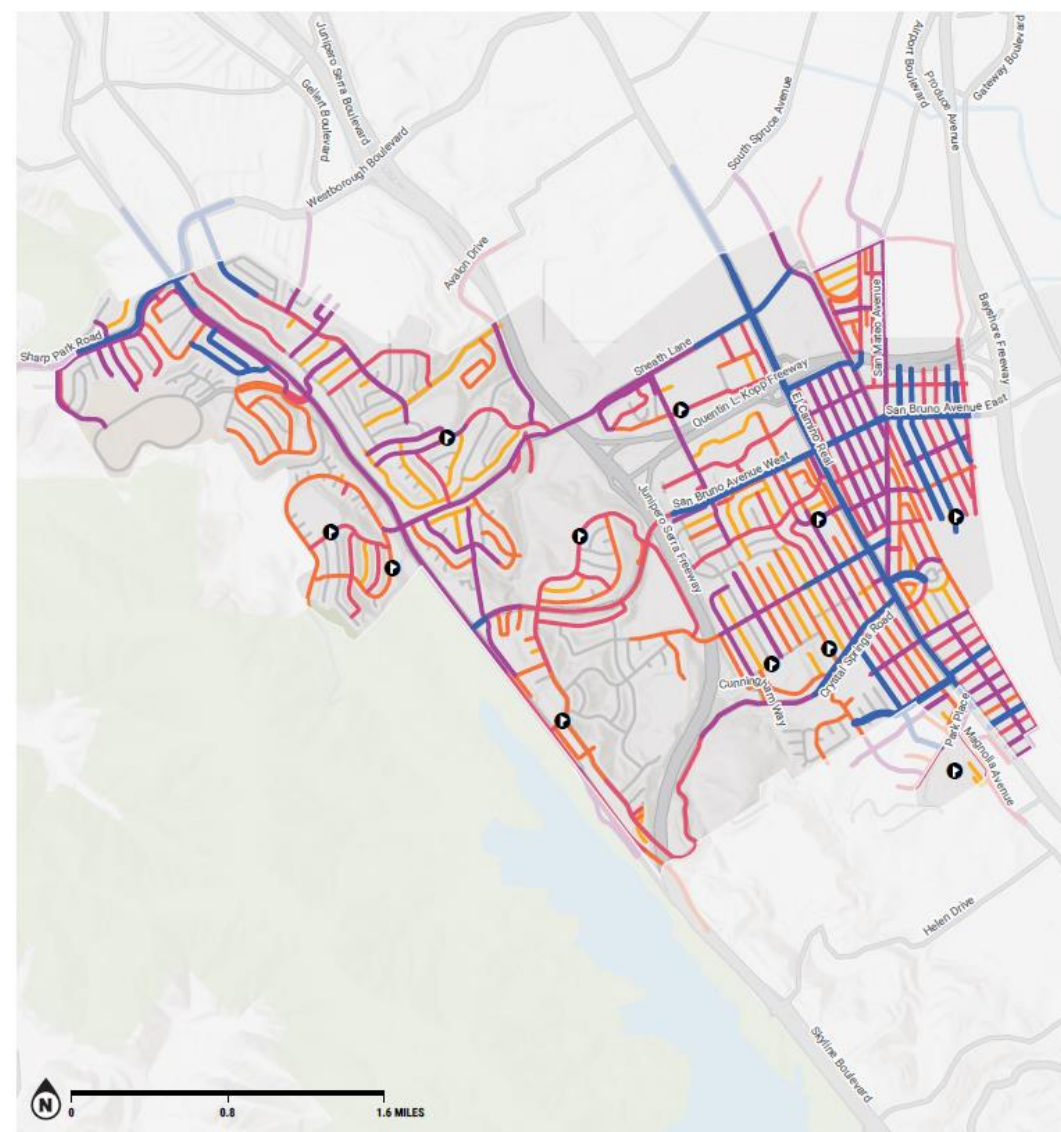 Junipero Serra Boulevard
Gellert Boulevard
Westborough Boulevard
Airport Boulevard
Produce Avenue
South Spruce Avenue
Avalon Drive
Sharp Park Road
Sneath Lane
San Mateo Avenue
Bayshore Freeway
Quentin L. Kopp Freeway
El Camino Real
San Bruno Avenue East
San Bruno Avenue West
Junipero Serra Freeway
Crystal Springs Road
Cunningham Way
Park Place
Magnolia Avenue
Helen Drive
Skyline Boulevard
N
0
0.8
1.6 MILES